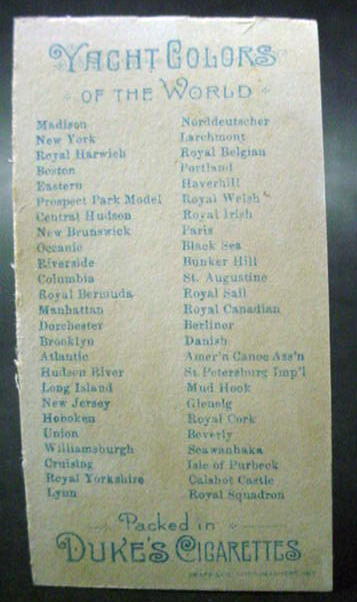 YACHT COLORS
OF THE WORLD
Madison
New York
Royal Harwich
Boston
Eastern
Prospect Park Model
Central Hudson
New Brunswick
Oceanic
Riverside
Columbia
Royal Bermuda
Manhattan
Dorchester
Brooklyn
Atlantic
Hudson River
Long Island
New Jersey
Hoboken
Union
Williamsburgh
Cruising
Royal Yorkshire
Lynn
Norddeutscher
Larchmont
Royal Belgian
Portland
Haverhill
Royal Welsh
Royal Irish
Paris
Black Sea
Bunker Hill
St. Augustine
Royal Sail
Royal Canadian
Berliner
Danish
Amer'n Canoe Ass'n
St. Petersburg Imp'l
Mud Hook
Glenelg
Royal Cork
Beverly
Seawanhaka
Isle of Purbeck
Calahot Castle
Royal Squadron
Packed in
DUKE'S CIGARETTES